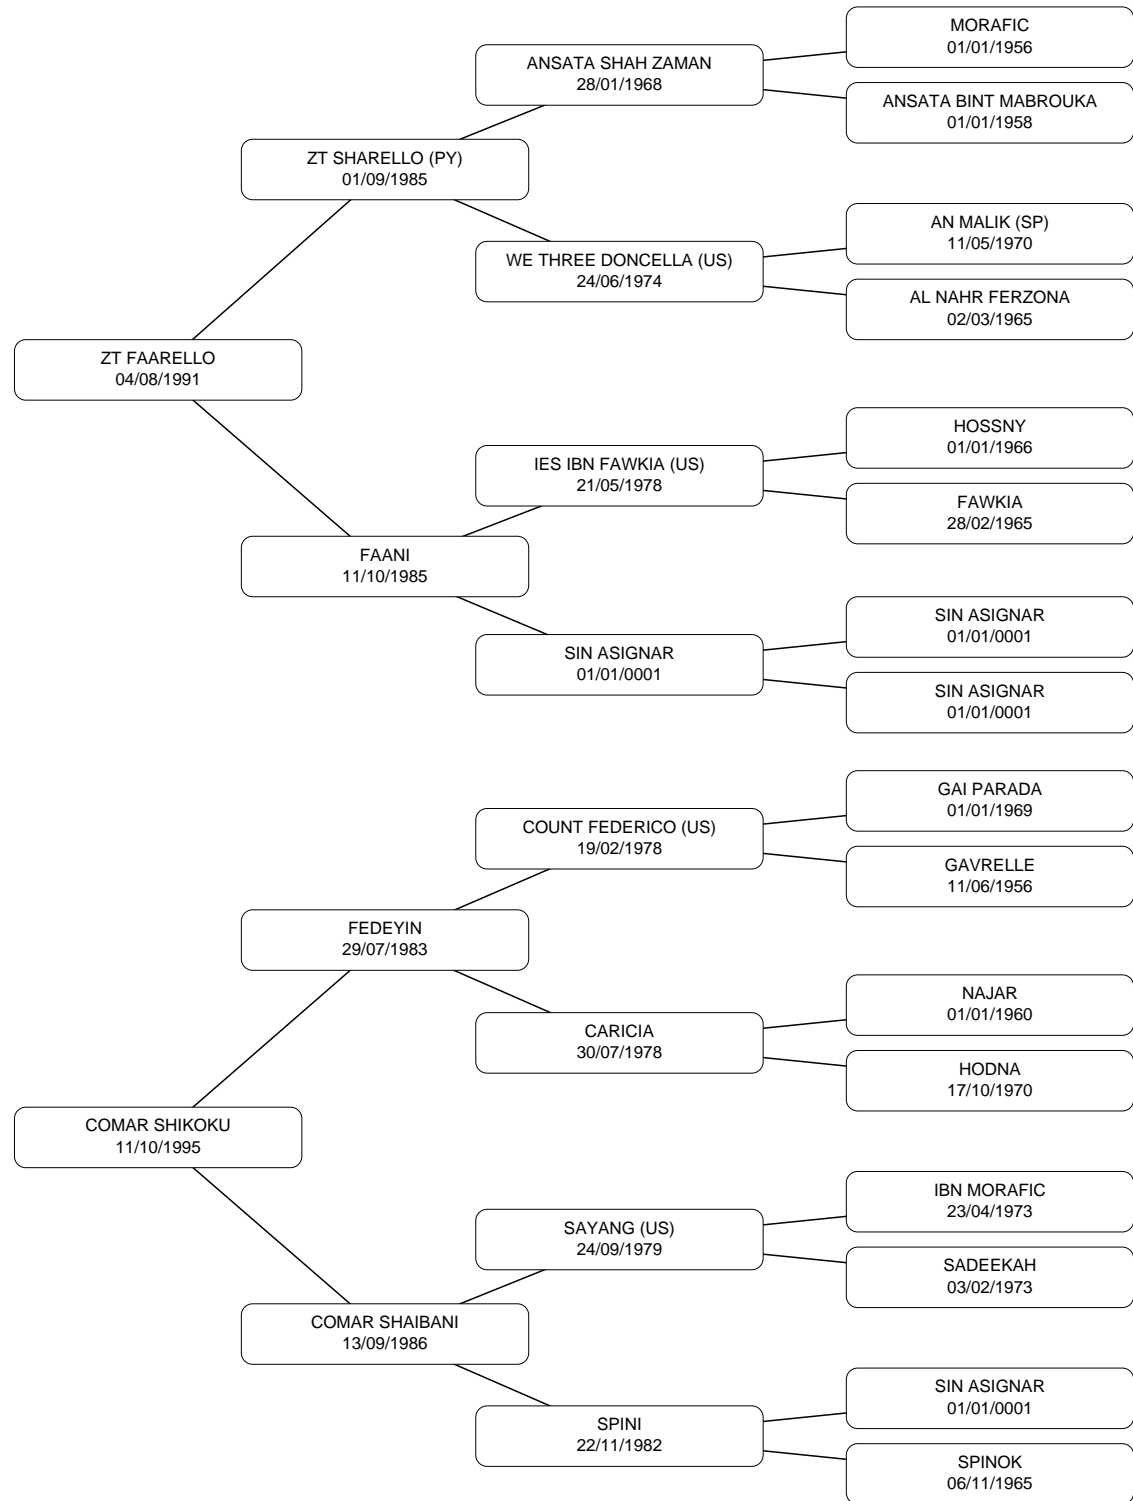 MORAFIC
01/01/1956
ANSATA SHAH ZAMAN
28/01/1968
ANSATA BINT MABROUKA
01/01/1958
ZT SHARELLO (PY)
01/09/1985
AN MALIK (SP)
11/05/1970
WE THREE DONCELLA (US)
24/06/1974
AL NAHR FERZONA
02/03/1965
ZT FAARELLO
04/08/1991
HOSSNY
01/01/1966
IES IBN FAWKIA (US)
21/05/1978
FAWKIA
28/02/1965
FAANI
11/10/1985
SIN ASIGNAR
01/01/0001
SIN ASIGNAR
01/01/0001
SIN ASIGNAR
01/01/0001
GAI PARADA
01/01/1969
COUNT FEDERICO (US)
19/02/1978
GAVRELLE
11/06/1956
FEDEYIN
29/07/1983
NAJAR
01/01/1960
CARICIA
30/07/1978
HODNA
17/10/1970
COMAR SHIKOKU
11/10/1995
IBN MORAFIC
23/04/1973
SAYANG (US)
24/09/1979
SADEEKAH
03/02/1973
COMAR SHAIBANI
13/09/1986
SIN ASIGNAR
01/01/0001
SPINI
22/11/1982
SPINOK
06/11/1965